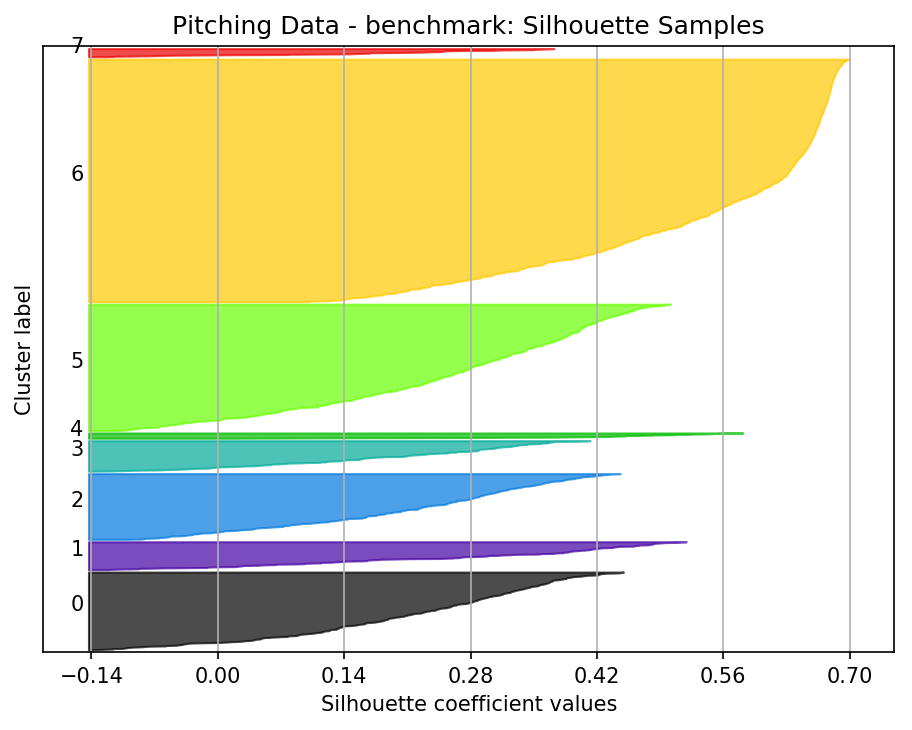 Pitching Data - benchmark: Silhouette Samples
7
6
5
4
3
2
1
0
Cluster label
−0.14 0.00 0.14 0.28 0.42 0.56 0.70
Silhouette coefficient values